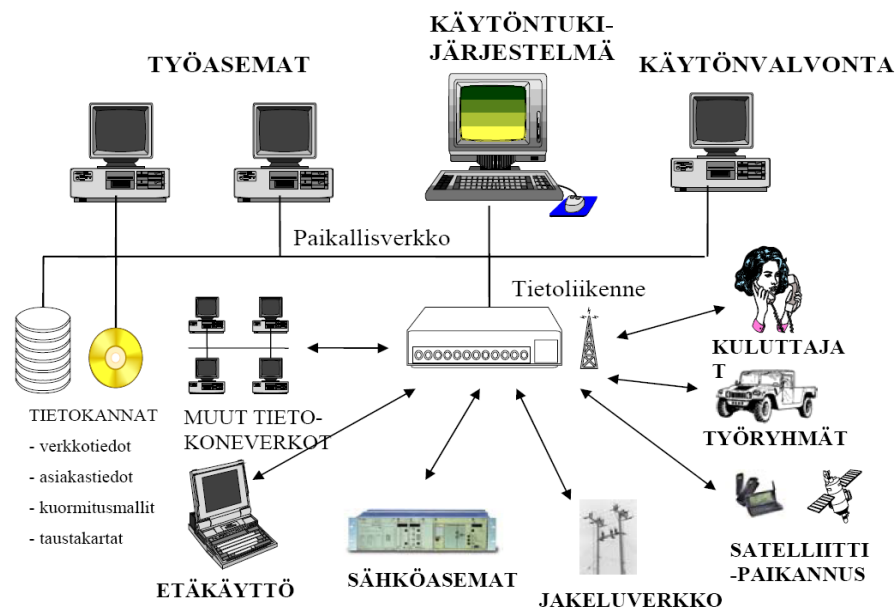 TYÖASEMAT
KÄYTÖNTUKI-
JÄRJESTELMÄ
KÄYTÖNVALVONTA
Paikallisverkko
Tietoliikenne
KULUTTAJA
T
TYÖRYHMÄT
TIETOKANNAT
- verkkotiedot
- asiakastiedot
- kuormitusmallit
- taustakartat
MUUT TIETO-
KONEVERKOT
ETÄKÄYTTÖ
SÄHKÖASEMAT
JAKELUVERKKO
SATELLIITTI
-PAIKANNUS